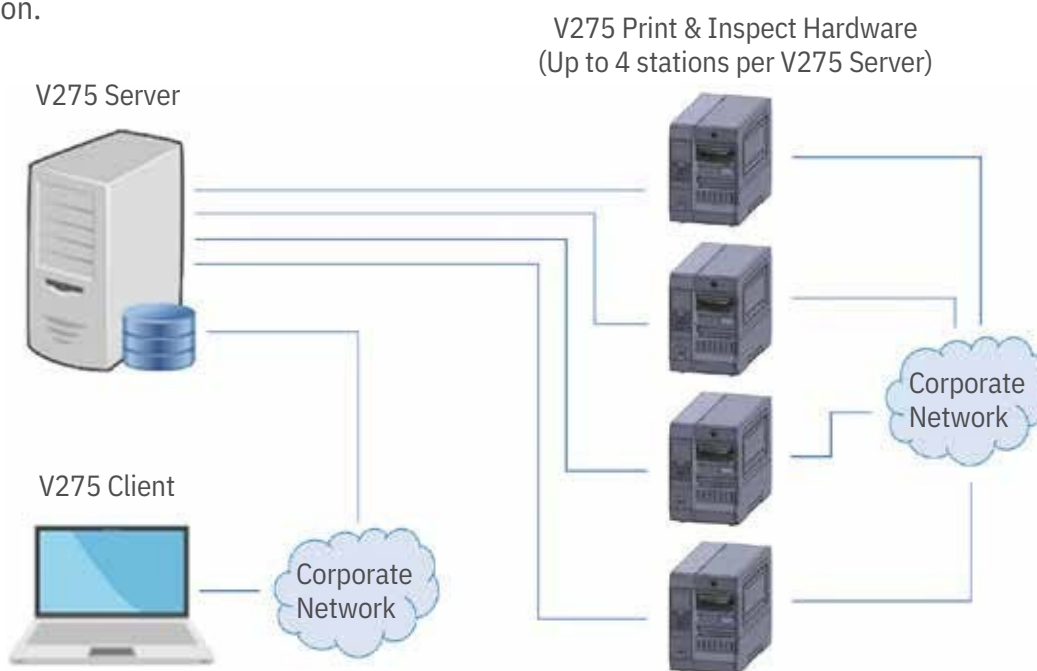 on.
V275 Print & Inspect Hardware
(Up to 4 stations per V275 Server)
V275 Server
Corporate
Network
V275 Client
Corporate
Network